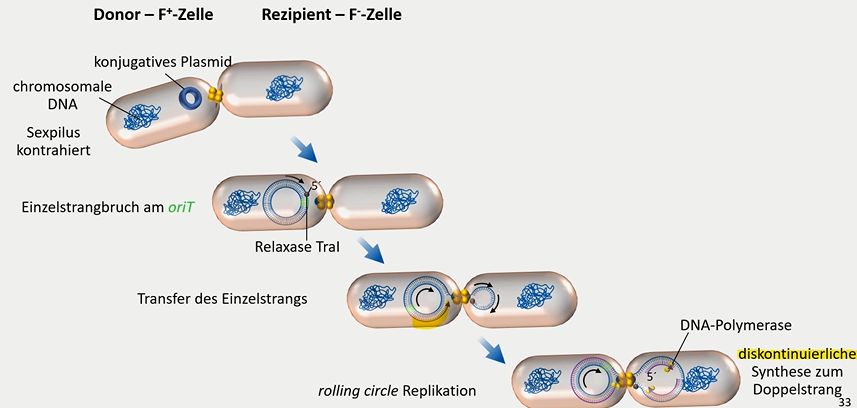 Donor – F⁺-Zelle
Rezipient – F⁻-Zelle
konjugatives Plasmid
chromosomale
DNA
Sexpilus
kontrahiert
5´
Einzelstrangbruch am oriT
Relaxase TraI
Transfer des Einzelstrangs
DNA-Polymerase
5´
diskontinuierliche
Synthese zum
Doppelstrang
rolling circle Replikation
33